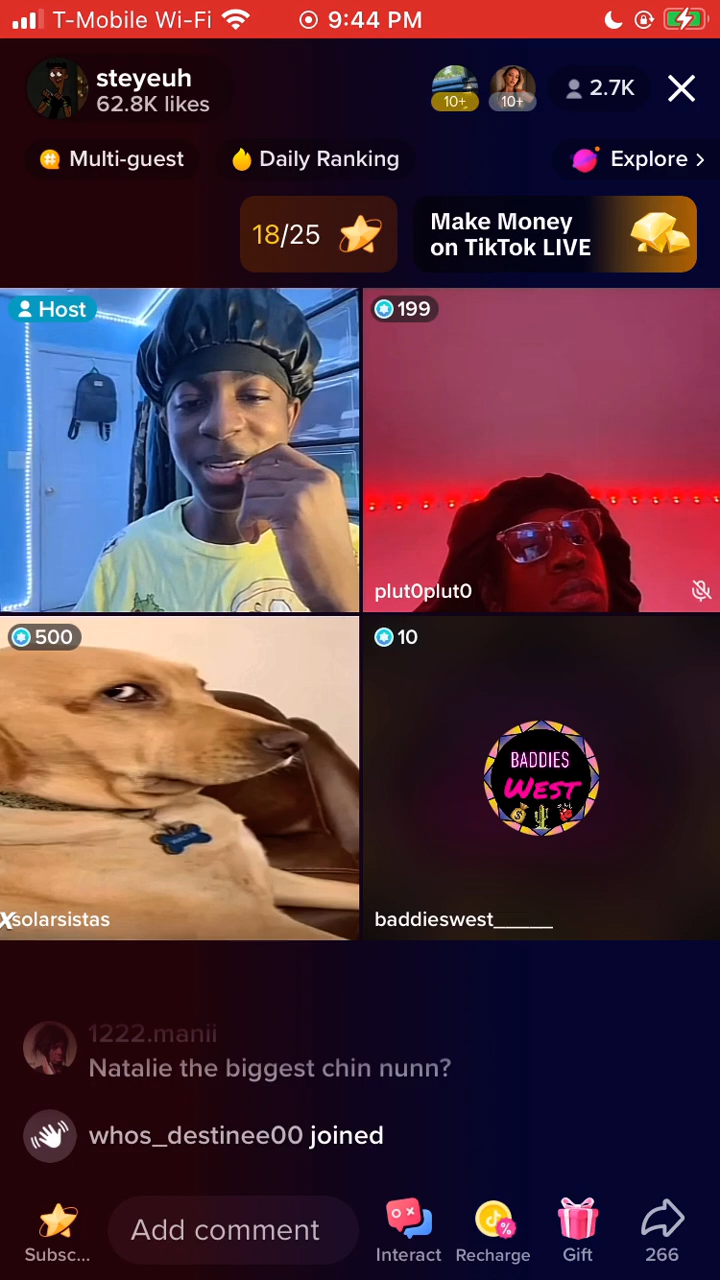 T-Mobile Wi-Fi 9:44 PM
steyeuh
62.8K likes
10+ 10+ 2.7K
Multi-guest Daily Ranking Explore >
18/25
Make Money
on TikTok LIVE
Host
199
plut0plut0
500
10
BADDIES
WEST
Xsolarsistas
baddieswest_____
1222.manii
Natalie the biggest chin nunn?
whos_destinee00 joined
Add comment
Subsc... Interact Recharge Gift 266